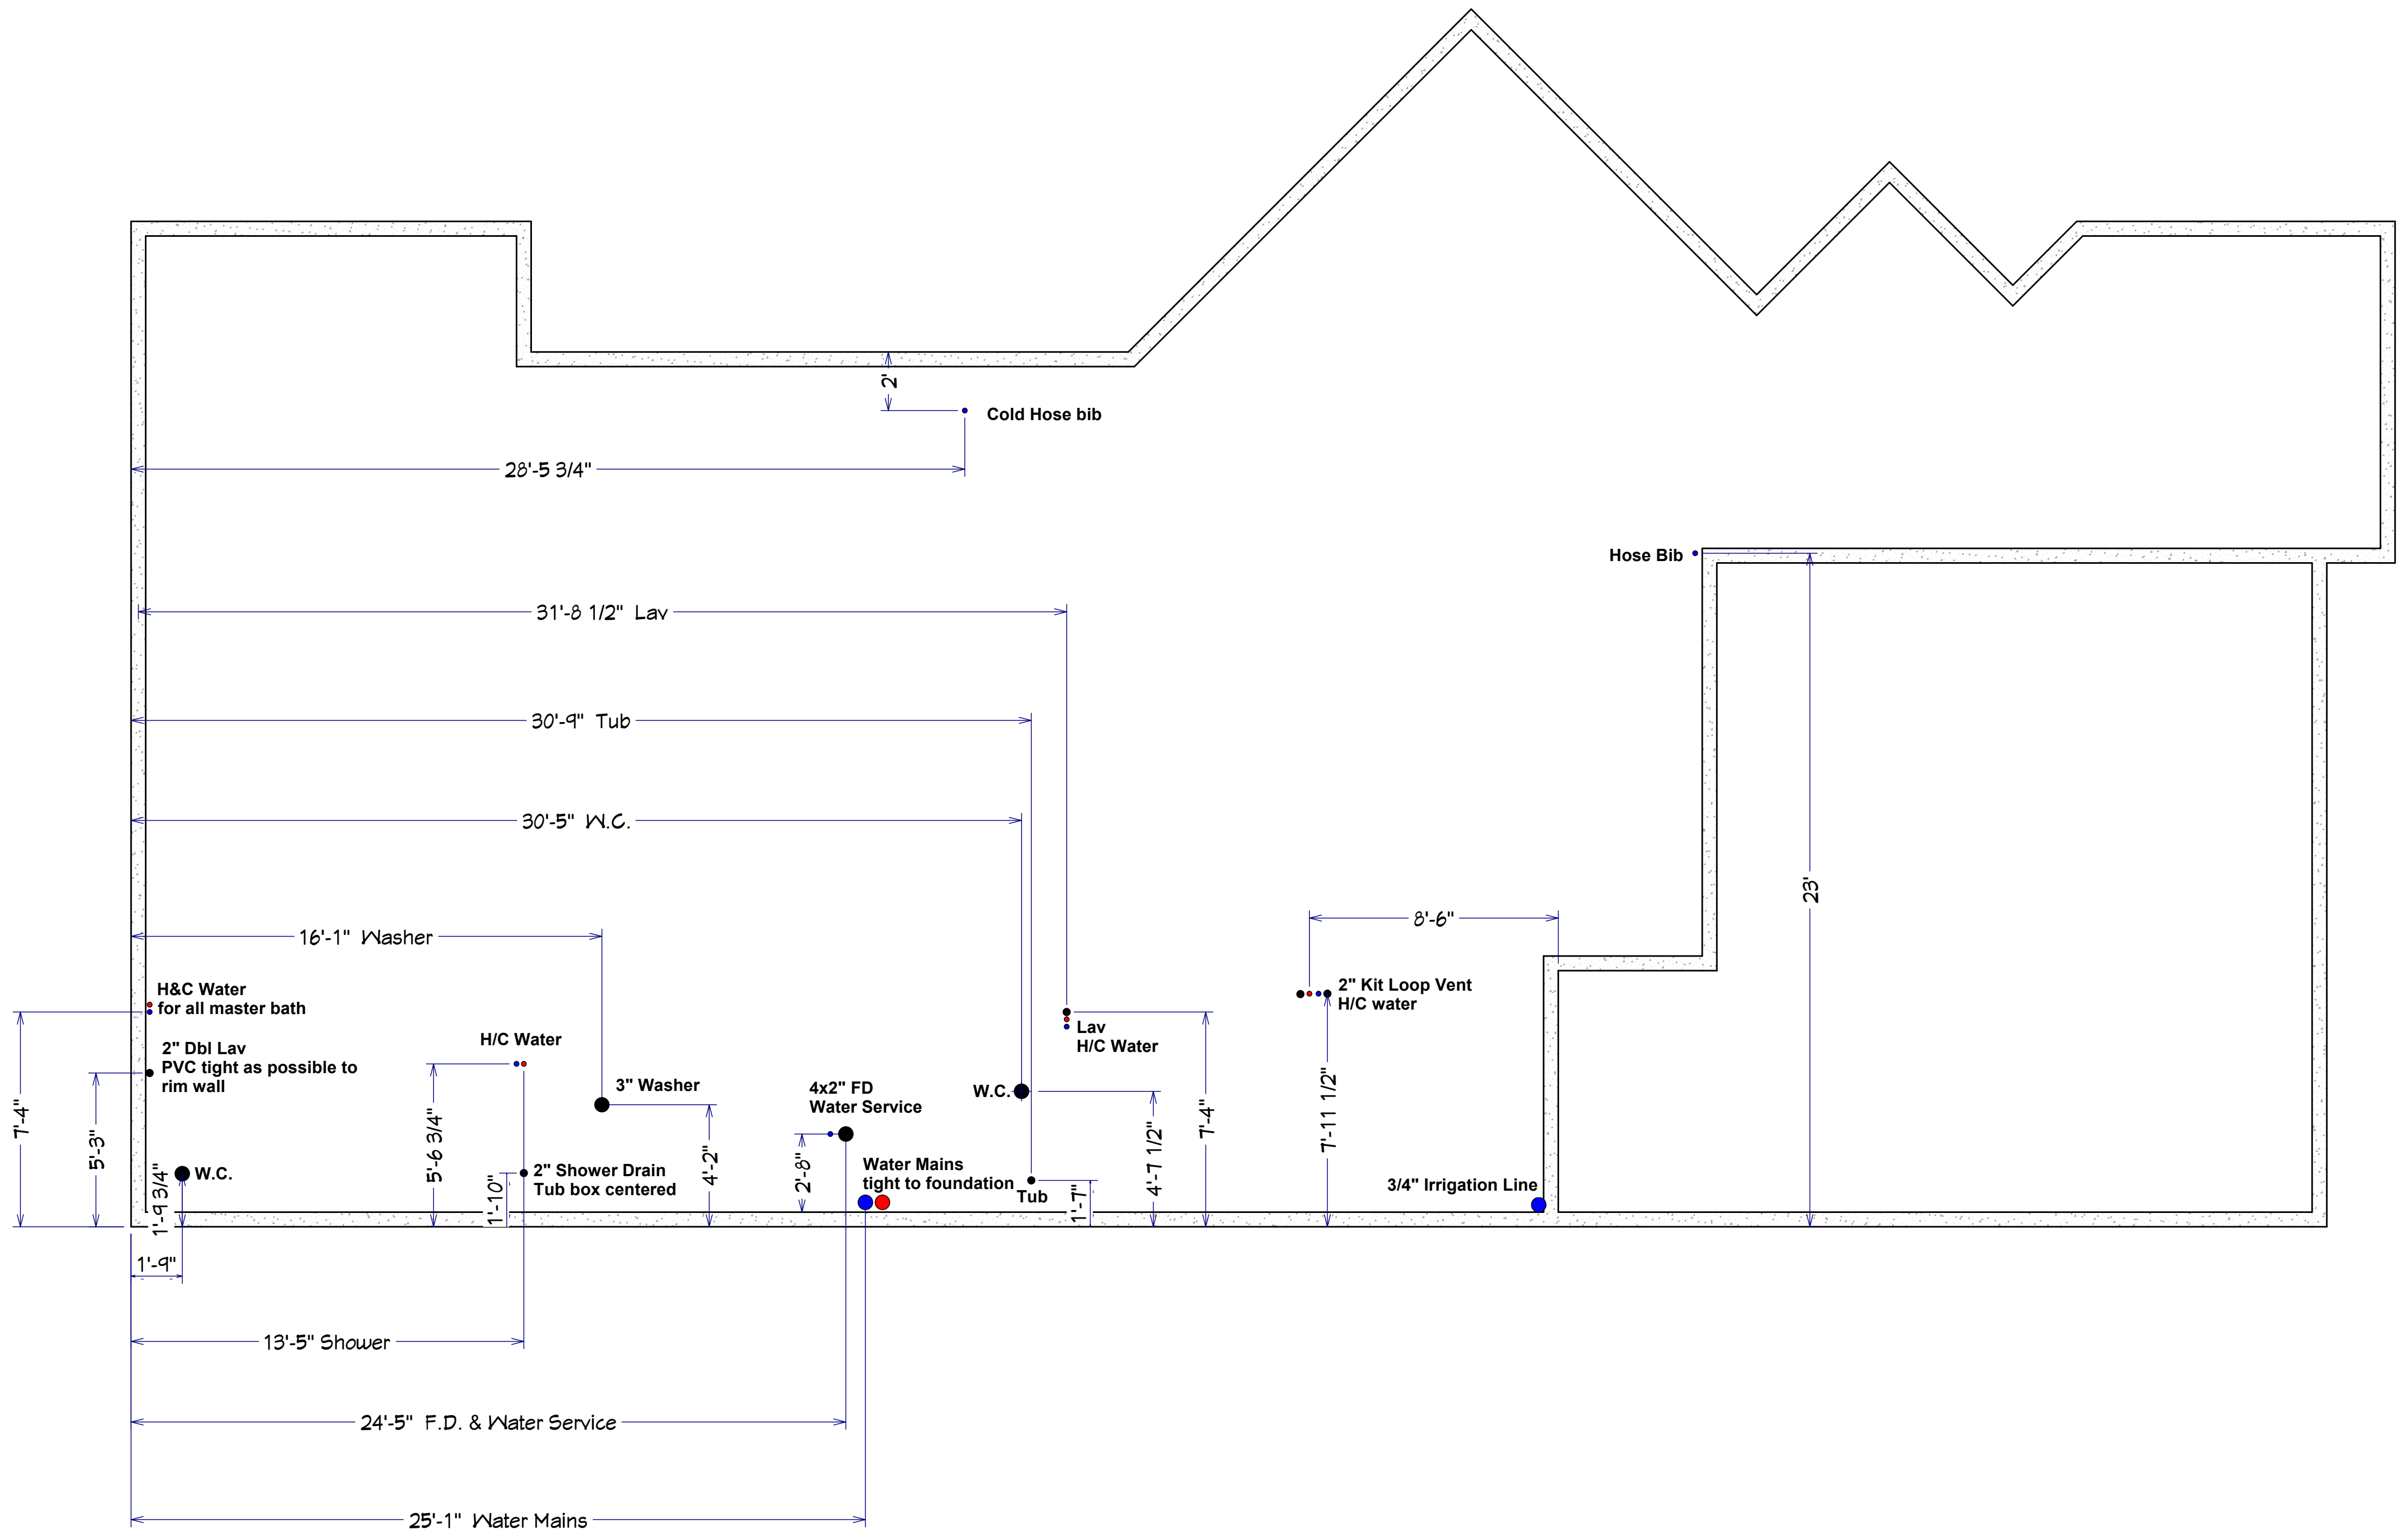 2'
Cold Hose bib
28'-5 3/4"
Hose Bib
31'-8 1/2" Lav
30'-9" Tub
30'-5" W.C.
23'
8'-6"
16'-1" Washer
H&C Water
for all master bath
2" Kit Loop Vent
H/C water
Lav
H/C Water
H/C Water
2" Dbl Lav
PVC tight as possible to
rim wall
3" Washer
4x2" FD
Water Service
W.C.
7'-4"
5'-3"
1'-9 3/4"
W.C.
5'-6 3/4"
1'-10"
2" Shower Drain
Tub box centered
4'-2"
2'-8"
Water Mains
tight to foundation
Tub
1'-7"
4'-7 1/2"
7'-4"
7'-11 1/2"
3/4" Irrigation Line
1'-9"
13'-5" Shower
24'-5" F.D. & Water Service
25'-1" Water Mains